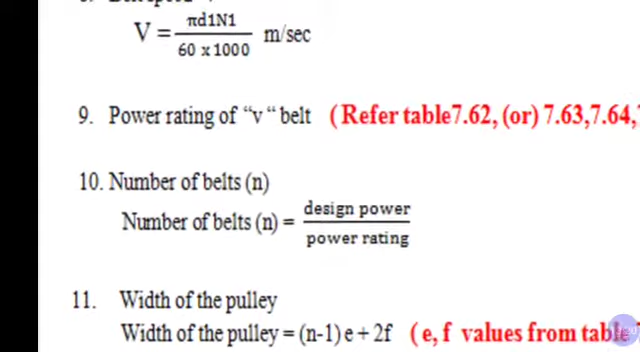 V = πd1N1 / 60 x 1000 m/sec
9. Power rating of "v" belt (Refer table7.62, (or) 7.63,7.64,
10. Number of belts (n)
Number of belts (n) = design power / power rating
11. Width of the pulley
Width of the pulley = (n-1) e + 2f ( e, f values from table